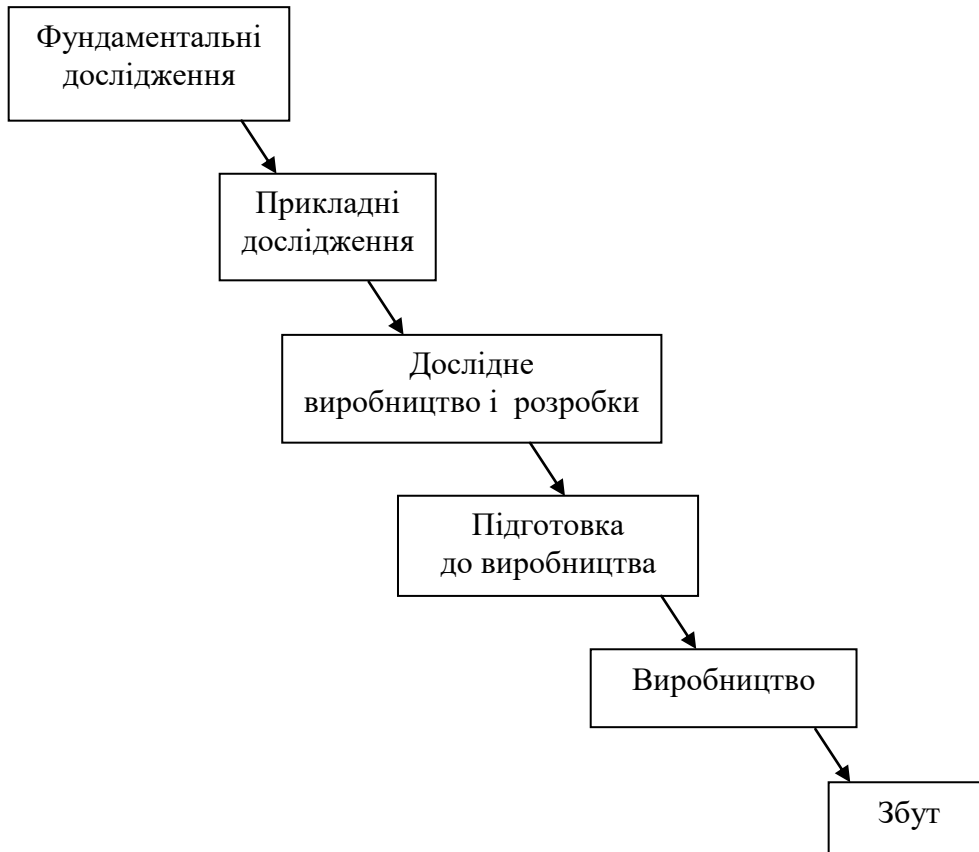 Фундаментальні
дослідження
Прикладні
дослідження
Дослідне
виробництво і  розробки
Підготовка
до виробництва
Виробництво
Збут